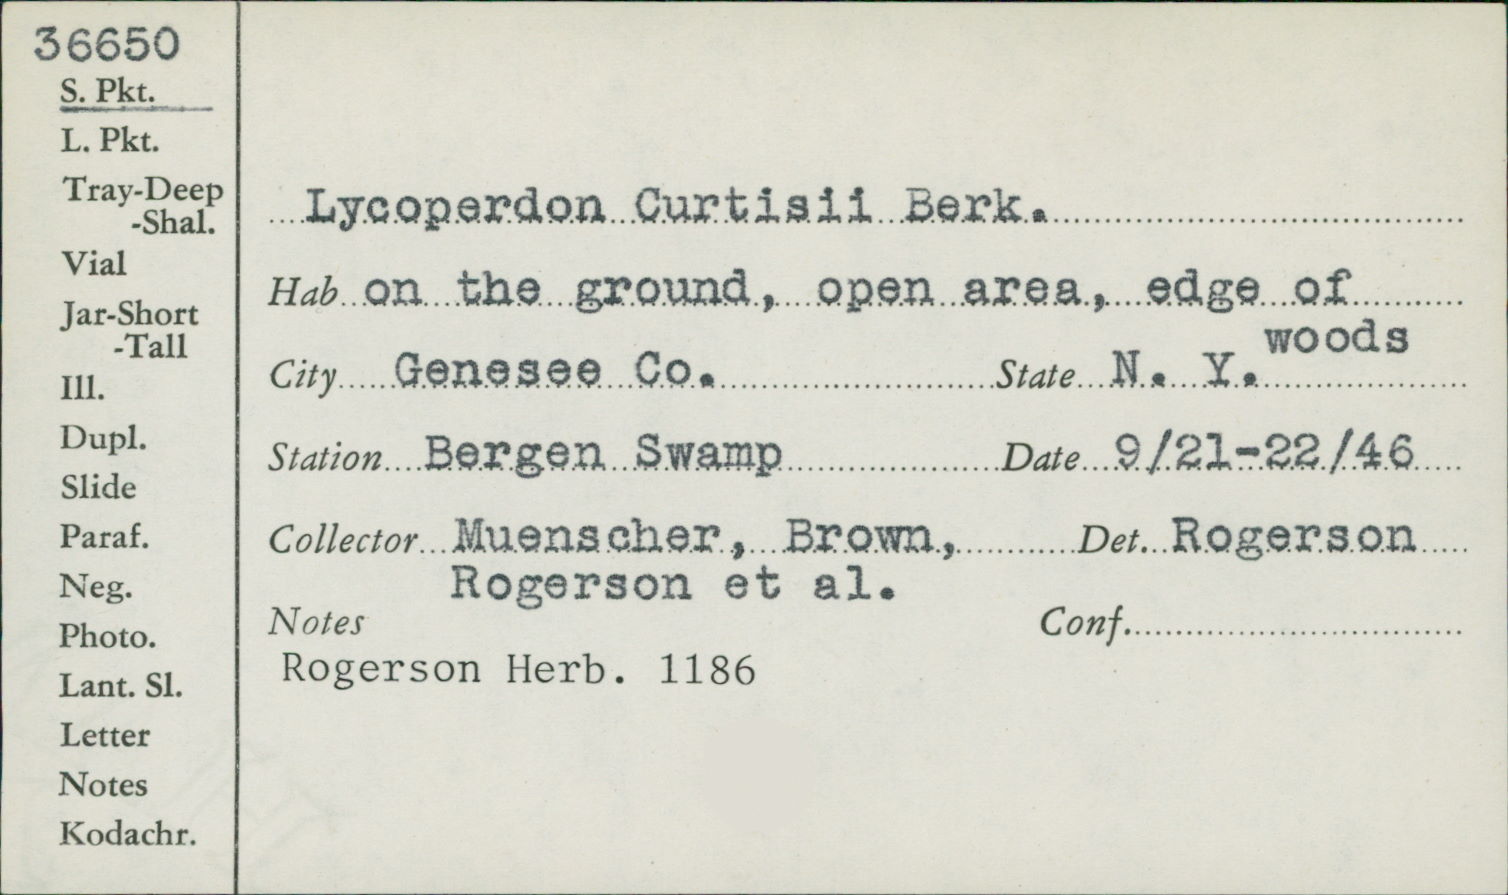 36650
S. Pkt.
L. Pkt.
Tray-Deep
-Shal.
Vial
Jar-Short
-Tall
Ill.
Dupl.
Slide
Paraf.
Neg.
Photo.
Lant. Sl.
Letter
Notes
Kodachr.
Lycoperdon Curtisii Berk.
Hab on the ground, open area, edge of
woods
City Genesee Co. State N. Y.
Station Bergen Swamp Date 9/21-22/46
Collector Muenscher, Brown, Det. Rogerson
Rogerson et al.
Notes Conf.
Rogerson Herb. 1186